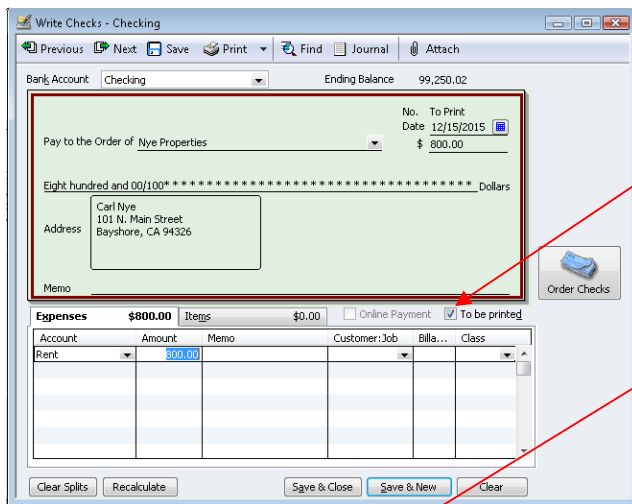 Write Checks - Checking
Previous Next Save Print Find Journal Attach
Bank Account Checking Ending Balance 99,250.02
No. To Print
Date 12/15/2015
Pay to the Order of Nye Properties $ 800.00
Eight hundred and 00/100* * * * * * * * * * * * * * * * * * * * * * * * * * * * * * * * * * * * * * * * * * Dollars
Carl Nye
101 N. Main Street
Address Bayshore, CA 94326
Memo
Order Checks
Expenses $800.00 Items $0.00 Online Payment To be printed
Account Amount Memo Customer:Job Billa... Class
Rent 800.00
Clear Splits Recalculate Save & Close Save & New Clear